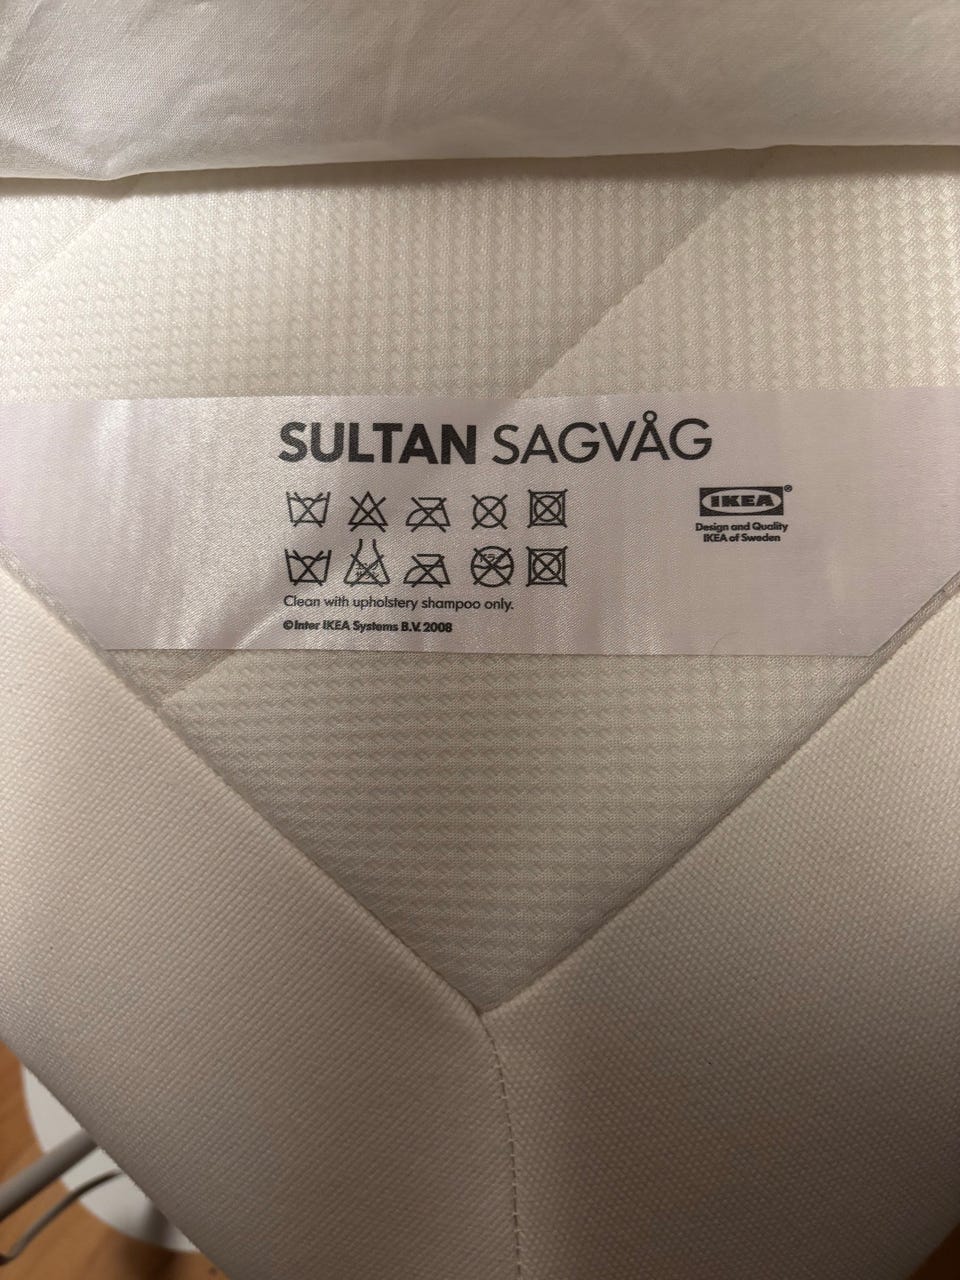 SULTAN SAGVÅG
IKEA®
Design and Quality
IKEA of Sweden
Clean with upholstery shampoo only.
©Inter IKEA Systems B.V. 2008